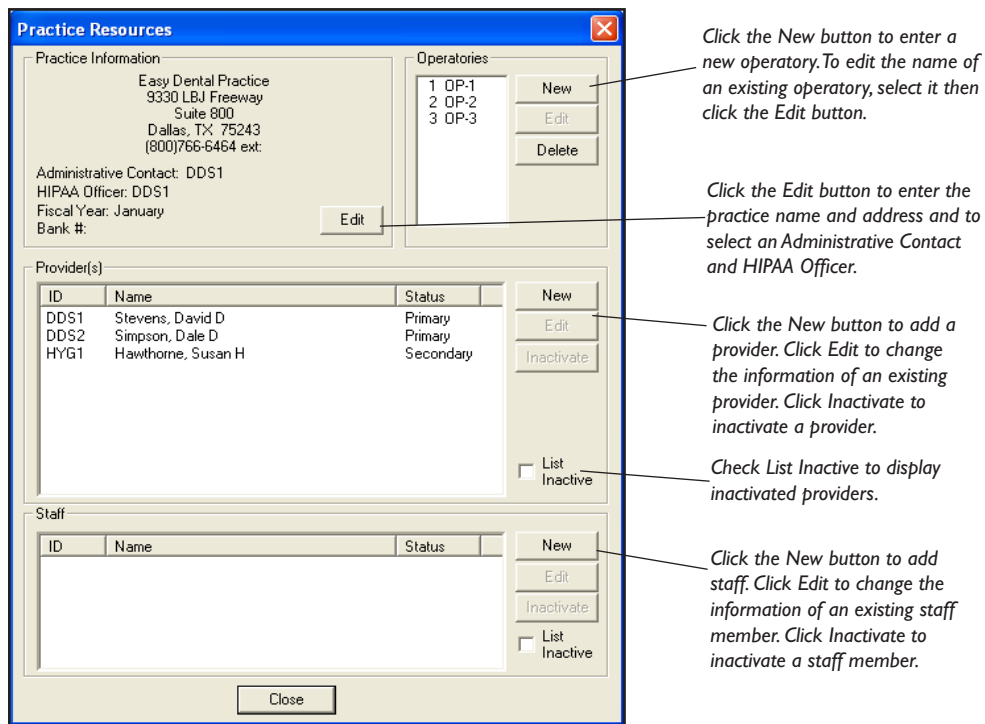 Practice Resources
Practice Information
Easy Dental Practice
9330 LBJ Freeway
Suite 800
Dallas, TX 75243
(800)766-6464 ext:
Administrative Contact: DDS1
HIPAA Officer: DDS1
Fiscal Year: January
Bank #:
Edit
Operatories
1 OP-1
2 OP-2
3 OP-3
New
Edit
Delete
Provider(s)
ID Name Status
DDS1 Stevens, David D Primary
DDS2 Simpson, Dale D Primary
HYG1 Hawthorne, Susan H Secondary
New
Edit
Inactivate
List
Inactive
Staff
ID Name Status
New
Edit
Inactivate
List
Inactive
Close
Click the New button to enter a
new operatory. To edit the name of
an existing operatory, select it then
click the Edit button.
Click the Edit button to enter the
practice name and address and to
select an Administrative Contact
and HIPAA Officer.
Click the New button to add a
provider. Click Edit to change
the information of an existing
provider. Click Inactivate to
inactivate a provider.
Check List Inactive to display
inactivated providers.
Click the New button to add
staff. Click Edit to change the
information of an existing staff
member. Click Inactivate to
inactivate a staff member.